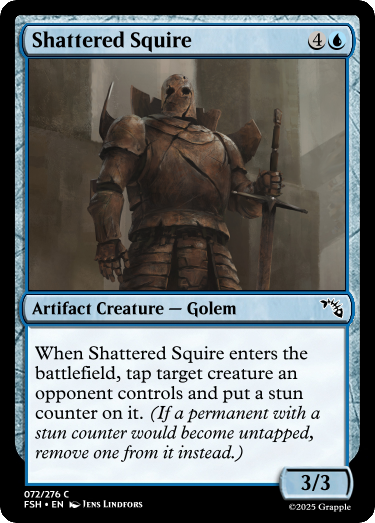 Shattered Squire 4
Artifact Creature — Golem
When Shattered Squire enters the
battlefield, tap target creature an
opponent controls and put a stun
counter on it. (If a permanent with a
stun counter would become untapped,
remove one from it instead.)
3/3
072/276 C
FSH • EN JENS LINDFORS
©2025 Grapple